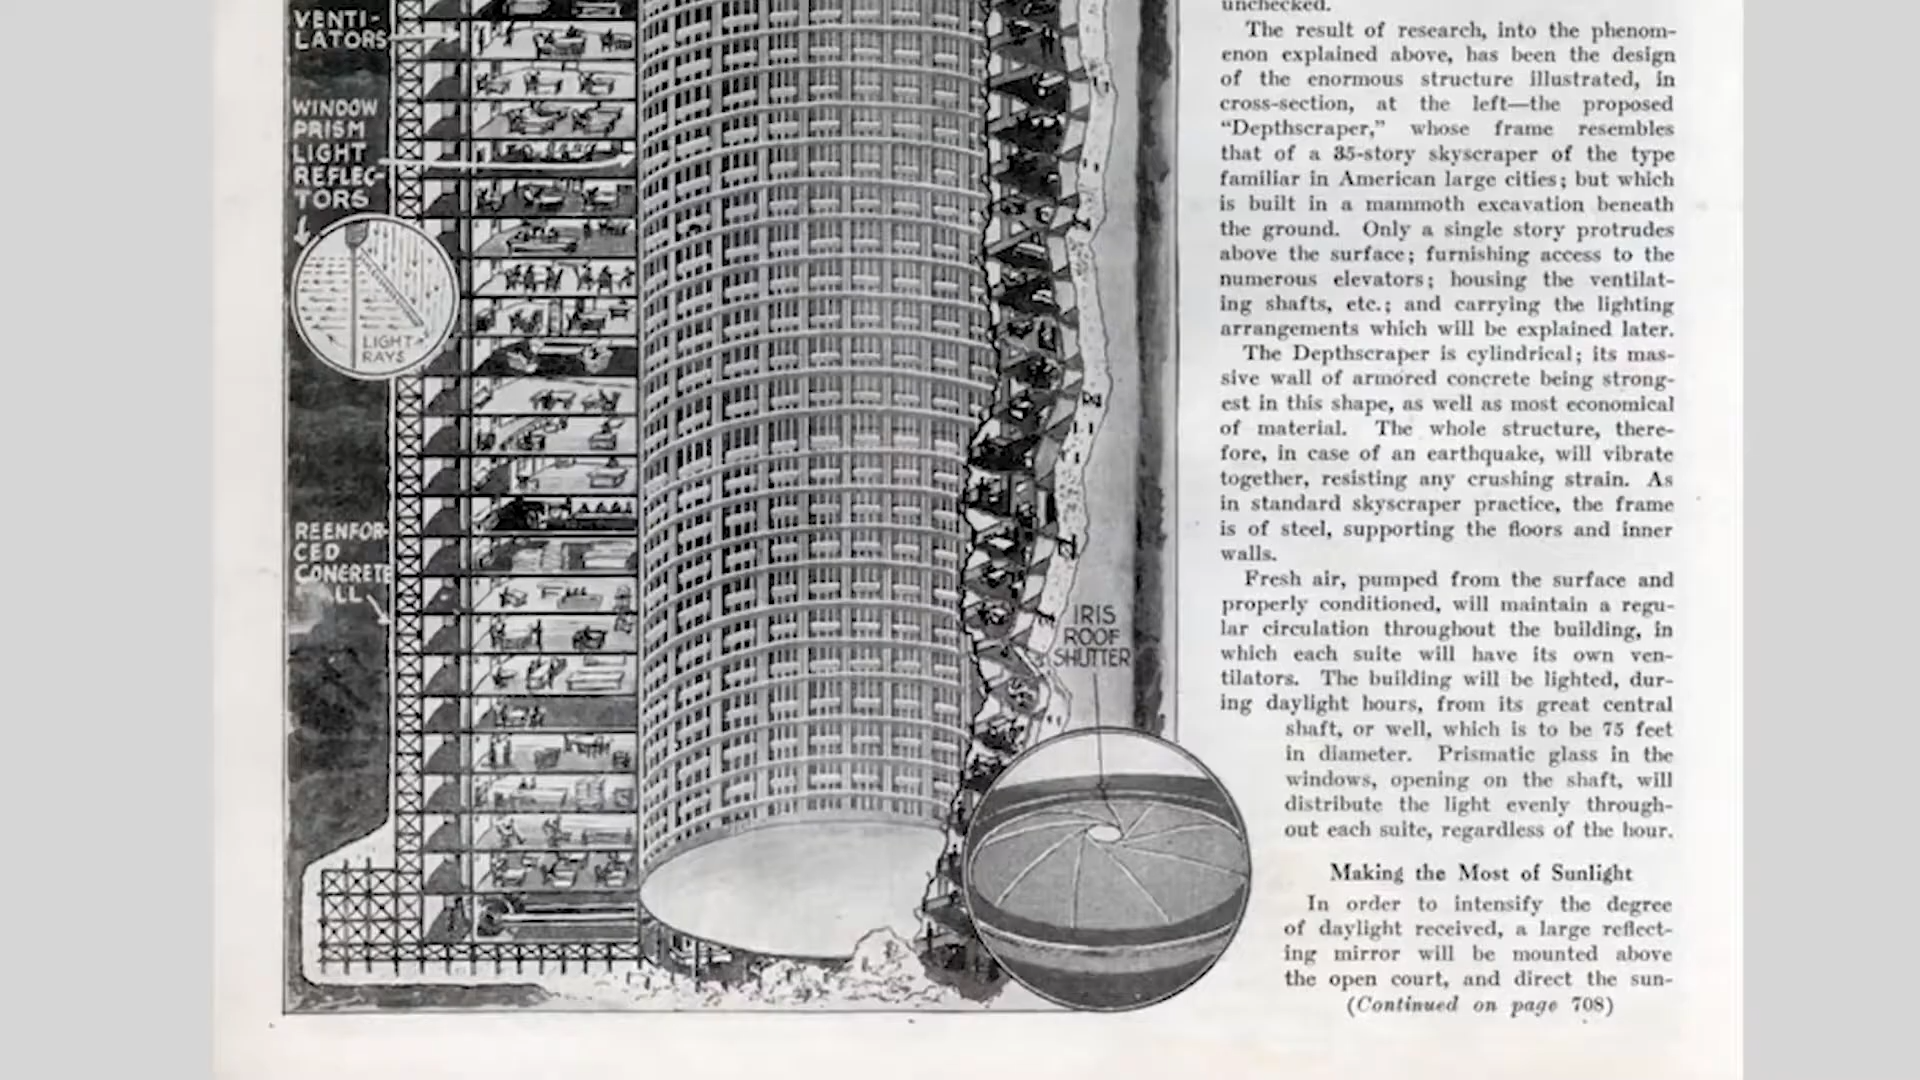 VENTI-
LATORS
WINDOW
PRISM
LIGHT
REFLEC-
TORS
LIGHT
RAYS
REENFOR-
CED
CONCRETE
WALL
IRIS
ROOF
SHUTTER
unchecked.
The result of research, into the phenom-
enon explained above, has been the design
of the enormous structure illustrated, in
cross-section, at the left—the proposed
“Depthscraper,” whose frame resembles
that of a 35-story skyscraper of the type
familiar in American large cities; but which
is built in a mammoth excavation beneath
the ground. Only a single story protrudes
above the surface; furnishing access to the
numerous elevators; housing the ventilat-
ing shafts, etc.; and carrying the lighting
arrangements which will be explained later.
The Depthscraper is cylindrical; its mas-
sive wall of armored concrete being strong-
est in this shape, as well as most economical
of material. The whole structure, there-
fore, in case of an earthquake, will vibrate
together, resisting any crushing strain. As
in standard skyscraper practice, the frame
is of steel, supporting the floors and inner
walls.
Fresh air, pumped from the surface and
properly conditioned, will maintain a regu-
lar circulation throughout the building, in
which each suite will have its own ven-
tilators. The building will be lighted, dur-
ing daylight hours, from its great central
shaft, or well, which is to be 75 feet
in diameter. Prismatic glass in the
windows, opening on the shaft, will
distribute the light evenly through-
out each suite, regardless of the hour.
Making the Most of Sunlight
In order to intensify the degree
of daylight received, a large reflect-
ing mirror will be mounted above
the open court, and direct the sun-
(Continued on page 708)